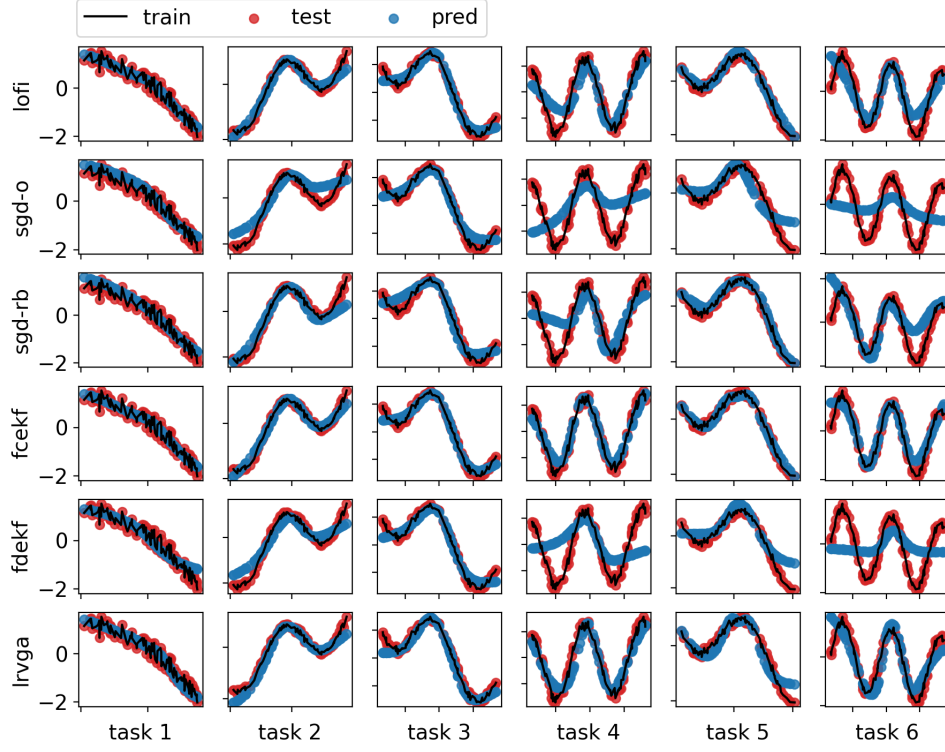 train test pred
lofi
0
−2
sgd-o
0
−2
sgd-rb
0
−2
fcekf
0
−2
fdekf
0
−2
lrvga
0
−2
task 1 task 2 task 3 task 4 task 5 task 6